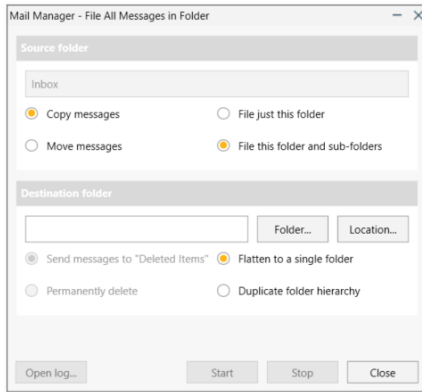 Mail Manager - File All Messages in Folder
Source folder
Inbox
Copy messages
File just this folder
Move messages
File this folder and sub-folders
Destination folder
Folder...
Location...
Send messages to "Deleted Items"
Flatten to a single folder
Permanently delete
Duplicate folder hierarchy
Open log...
Start
Stop
Close